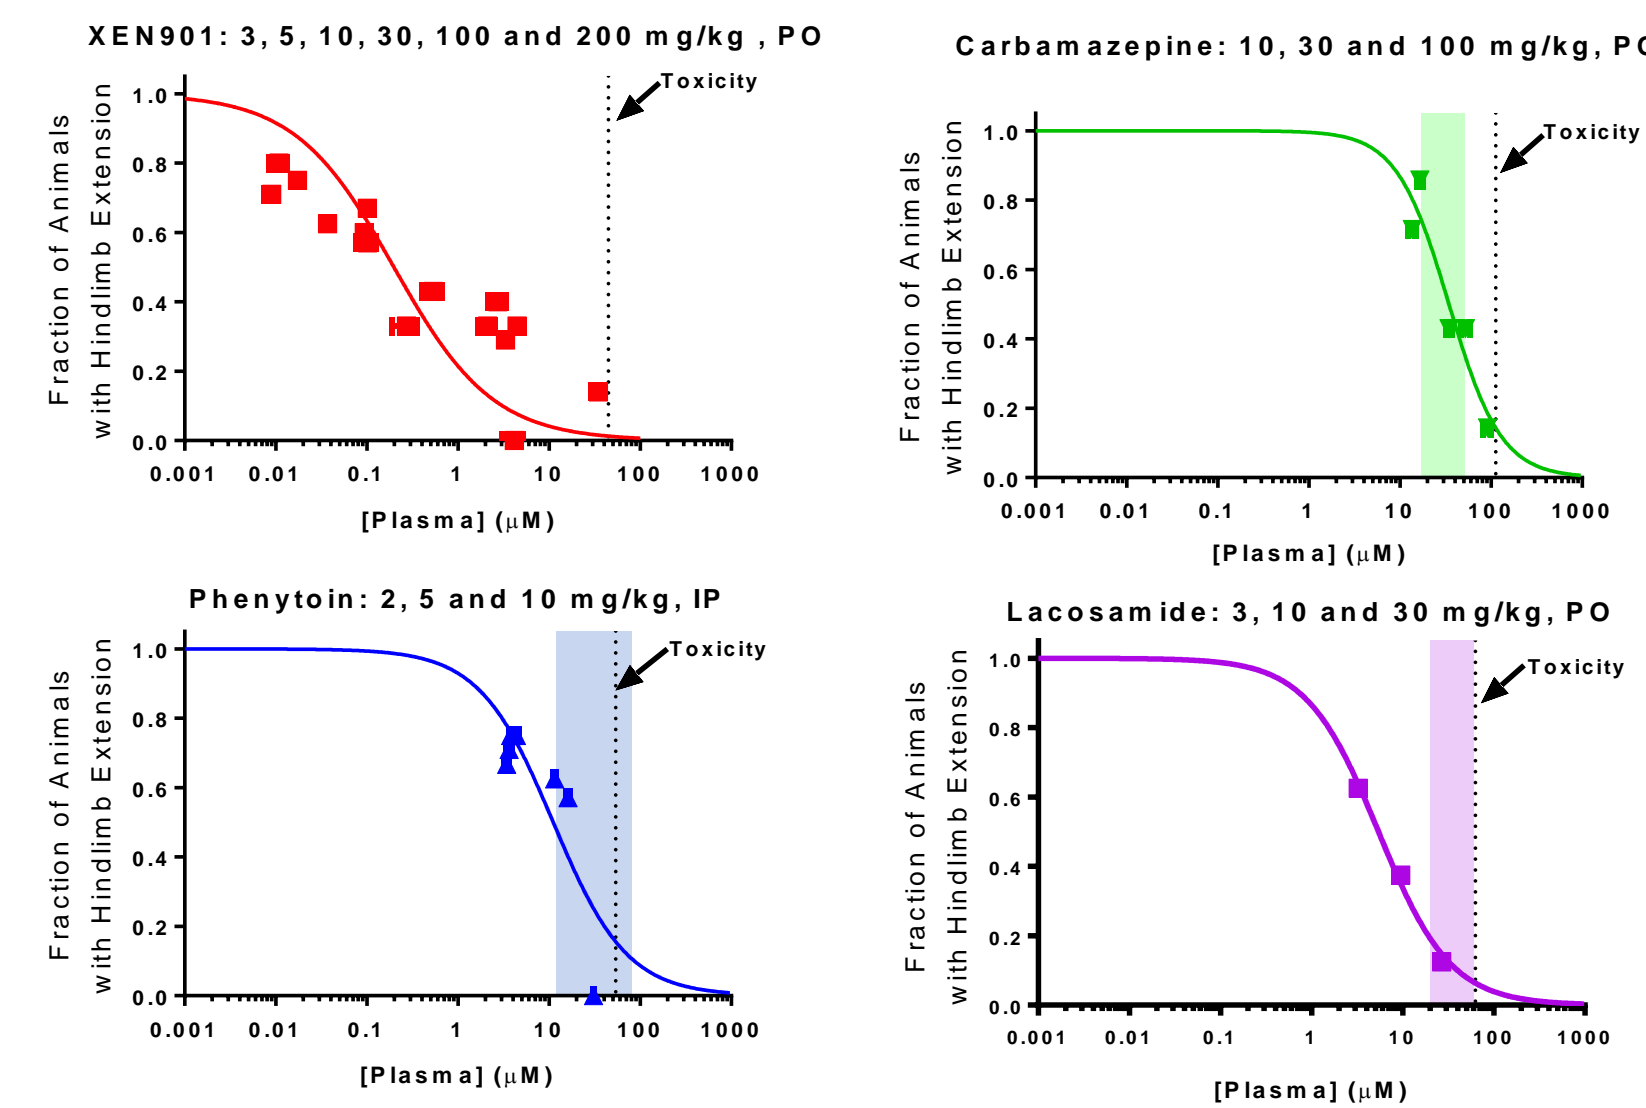 XEN901: 3, 5, 10, 30, 100 and 200 mg/kg , PO
Toxicity
Fraction of Animals
with Hindlimb Extension
1.0
0.8
0.6
0.4
0.2
0.0
0.001 0.01 0.1 1 10 100 1000
[Plasma] (μM)
Carbamazepine: 10, 30 and 100 mg/kg, PO
Toxicity
Fraction of Animals
with Hindlimb Extension
1.0
0.8
0.6
0.4
0.2
0.0
0.001 0.01 0.1 1 10 100 1000
[Plasma] (μM)
Phenytoin: 2, 5 and 10 mg/kg, IP
Toxicity
Fraction of Animals
with Hindlimb Extension
1.0
0.8
0.6
0.4
0.2
0.0
0.001 0.01 0.1 1 10 100 1000
[Plasma] (μM)
Lacosamide: 3, 10 and 30 mg/kg, PO
Toxicity
Fraction of Animals
with Hindlimb Extension
1.0
0.8
0.6
0.4
0.2
0.0
0.001 0.01 0.1 1 10 100 1000
[Plasma] (μM)